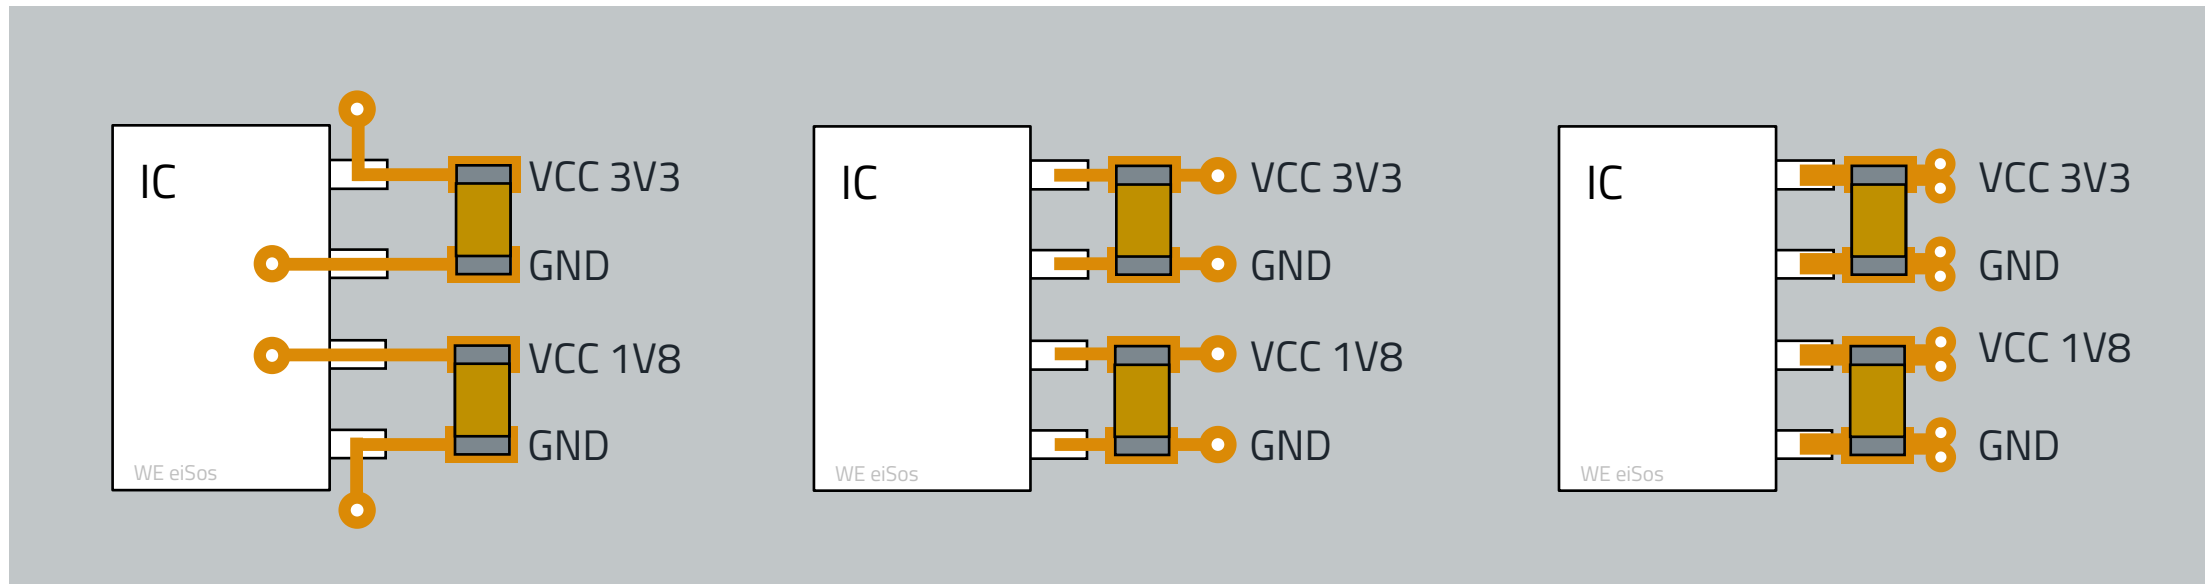 IC
VCC 3V3
GND
VCC 1V8
GND
WE eiSos
IC
VCC 3V3
GND
VCC 1V8
GND
WE eiSos
IC
VCC 3V3
GND
VCC 1V8
GND
WE eiSos